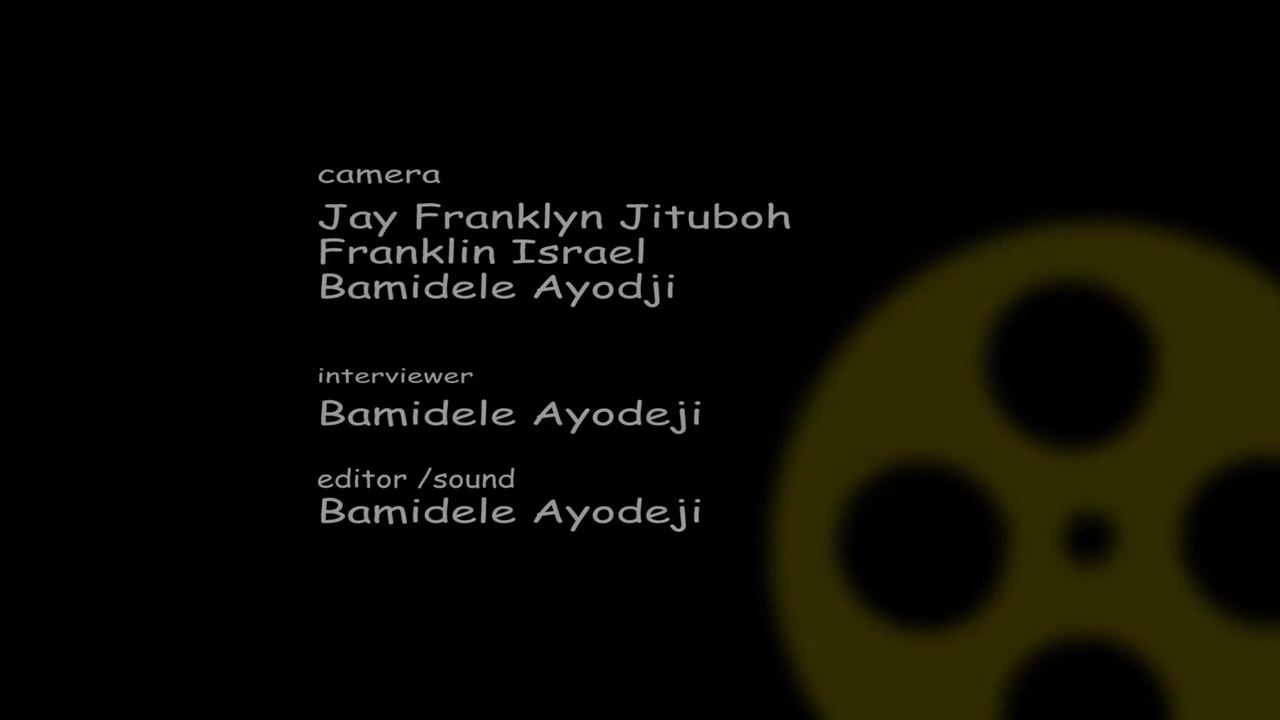 camera
Jay Franklyn Jituboh
Franklin Israel
Bamidele Ayodji
interviewer
Bamidele Ayodeji
editor /sound
Bamidele Ayodeji